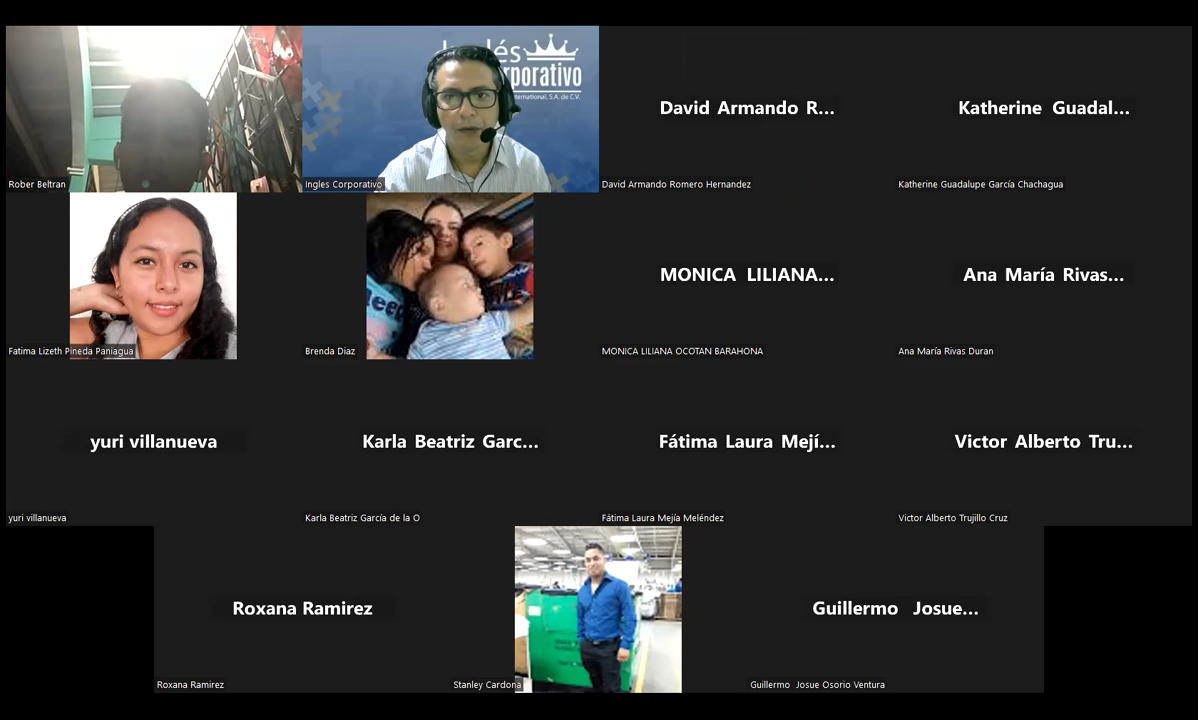 Inglés
Corporativo
International, S.A. de C.V.
David Armando R...
Katherine Guadal...
Rober Beltran
Ingles Corporativo
David Armando Romero Hernandez
Katherine Guadalupe García Chachagua
MONICA LILIANA...
Ana María Rivas...
Fatima Lizeth Pineda Paniagua
Brenda Diaz
MONICA LILIANA OCOTAN BARAHONA
Ana María Rivas Duran
yuri villanueva
Karla Beatriz Garc...
Fátima Laura Mejí...
Victor Alberto Tru...
yuri villanueva
Karla Beatriz García de la O
Fátima Laura Mejía Meléndez
Victor Alberto Trujillo Cruz
Roxana Ramirez
Guillermo Josue...
Roxana Ramirez
Stanley Cardona
Guillermo Josue Osorio Ventura